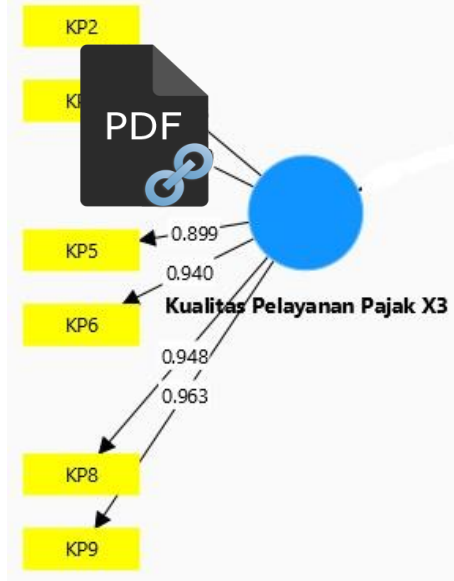 KP2
PDF
KP5
0.899
0.940
Kualitas Pelayanan Pajak X3
KP6
0.948
0.963
KP8
KP9